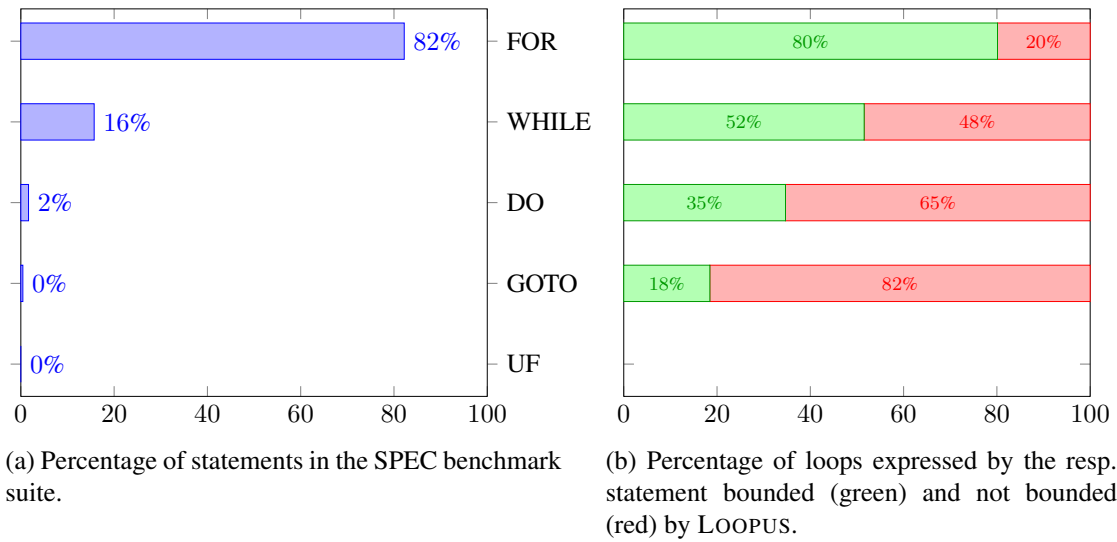 82%
16%
2%
0%
0%
0 20 40 60 80 100
FOR
WHILE
DO
GOTO
UF
80% 20%
52% 48%
35% 65%
18% 82%
0 20 40 60 80 100
(a) Percentage of statements in the SPEC benchmark
suite.
(b) Percentage of loops expressed by the resp.
statement bounded (green) and not bounded
(red) by LOOPUS.